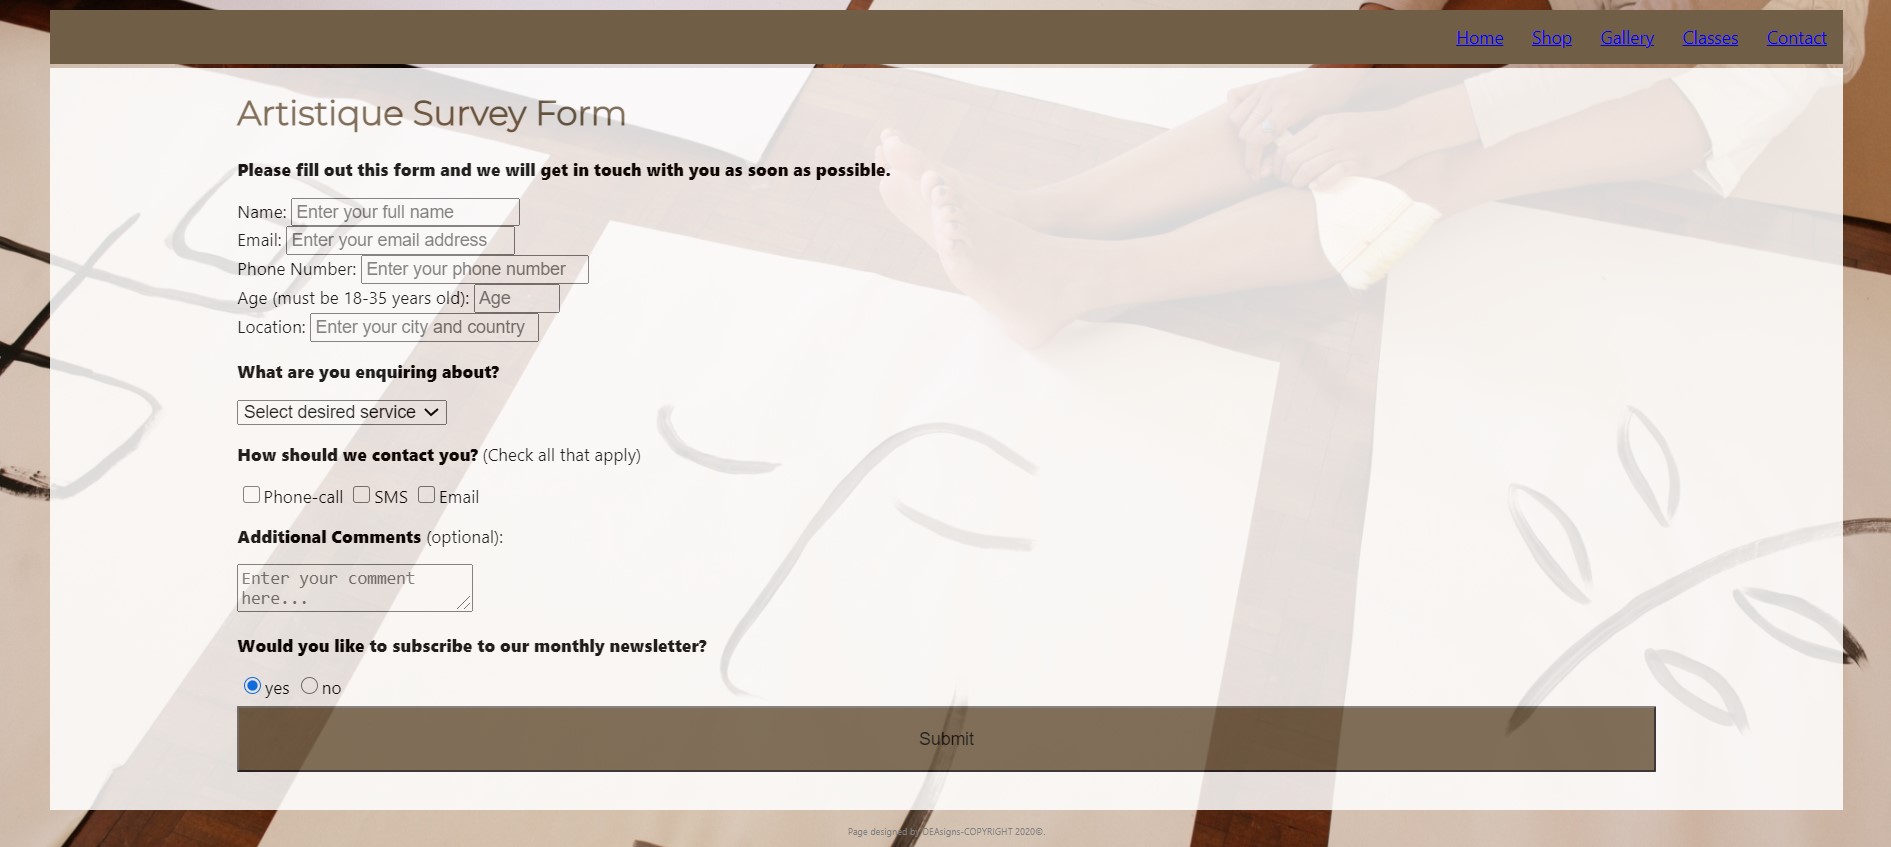 Home Shop Gallery Classes Contact
Artistique Survey Form
Please fill out this form and we will get in touch with you as soon as possible.
Name: Enter your full name
Email: Enter your email address
Phone Number: Enter your phone number
Age (must be 18-35 years old): Age
Location: Enter your city and country
What are you enquiring about?
Select desired service
How should we contact you? (Check all that apply)
Phone-call SMS Email
Additional Comments (optional):
Enter your comment
here...
Would you like to subscribe to our monthly newsletter?
yes no
Submit
Page designed by DEAsigns-COPYRIGHT 2020©.